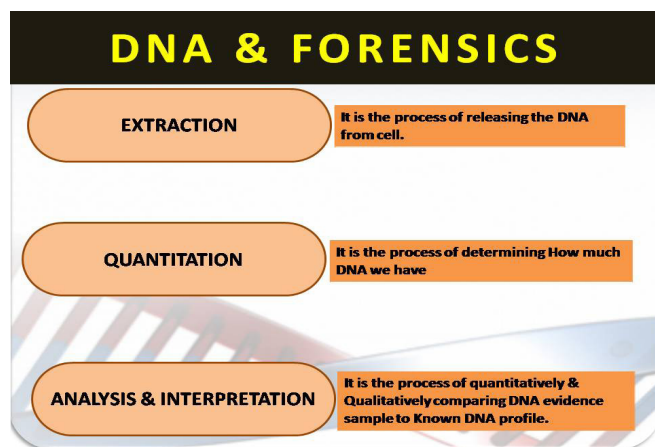 DNA & FORENSICS
EXTRACTION
It is the process of releasing the DNA
from cell.
QUANTITATION
It is the process of determining How much
DNA we have
ANALYSIS & INTERPRETATION
It is the process of quantitatively &
Qualitatively comparing DNA evidence
sample to Known DNA profile.